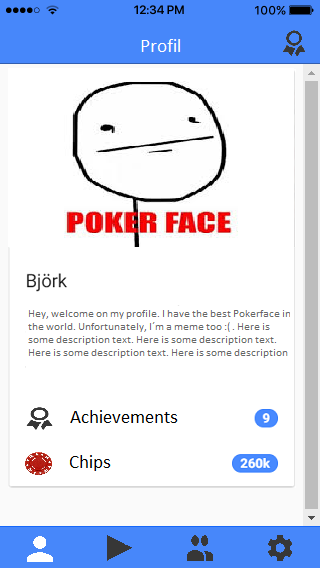 12:34 PM 100%
Profil
POKER FACE
Björk
Hey, welcome on my profile. I have the best Pokerface in
the world. Unfortunately, I´m a meme too :( . Here is
some description text. Here is some description text.
Here is some description text. Here is some description
Achievements 9
Chips 260k